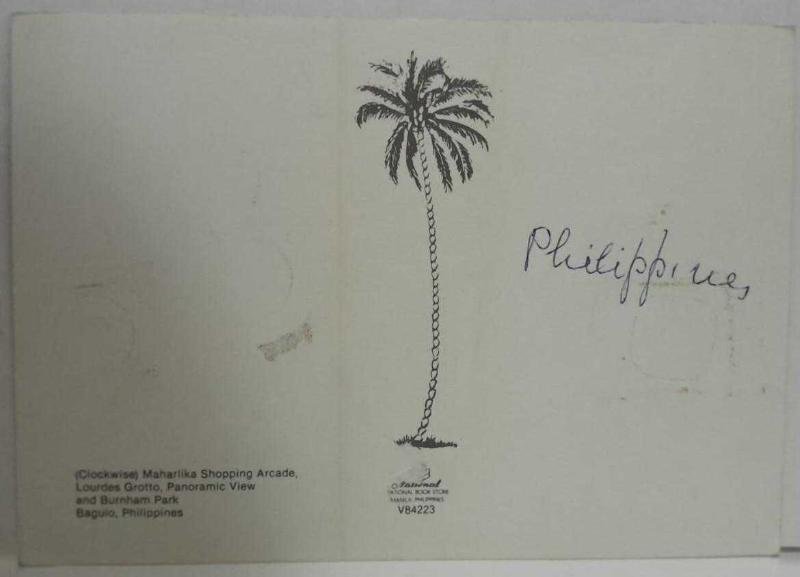 Philippines
(Clockwise) Maharlika Shopping Arcade,
Lourdes Grotto, Panoramic View
and Burnham Park
Baguio, Philippines
National
NATIONAL BOOK STORE
MANILA PHILIPPINES
V84223